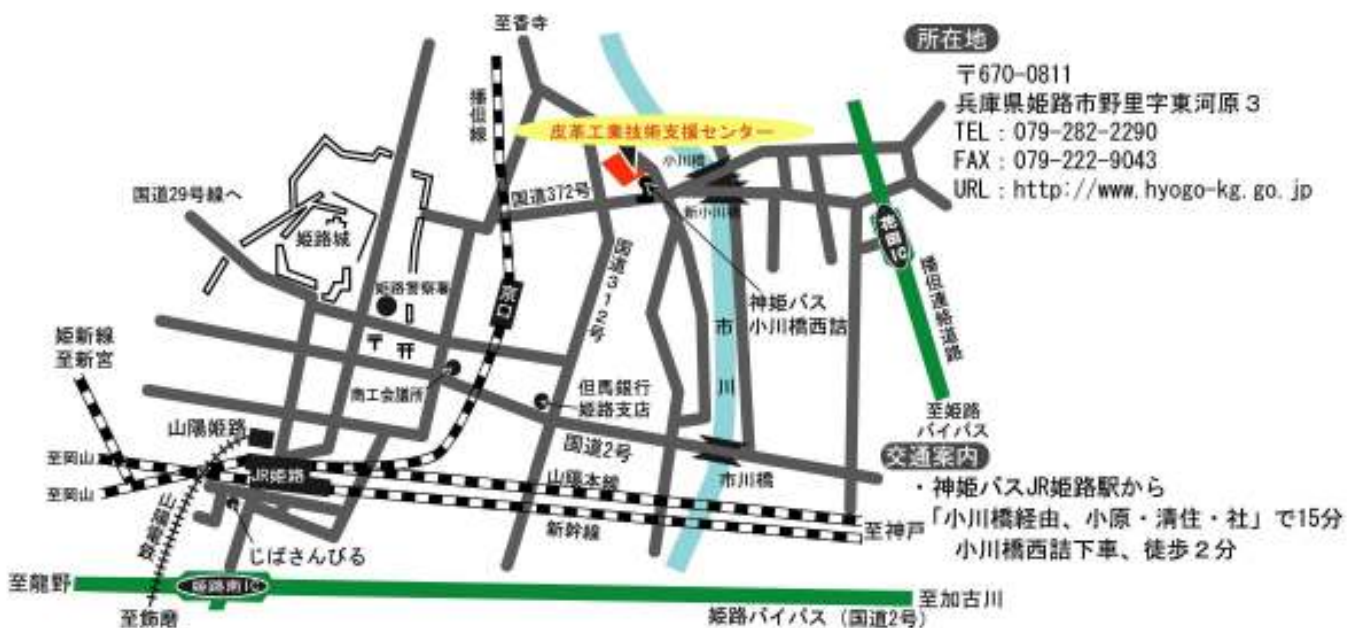 至香寺
所在地
〒670-0811
兵庫県姫路市野里字東河原3
TEL：079-282-2290
FAX：079-222-9043
URL：http://www.hyogo-kg.go.jp
播但線
皮革工業技術支援センター
小川橋
国道29号線へ
国道372号
新小川橋
姫路城
国道312号
花田IC
播但連絡道路
姫路警察署
京口
神姫バス
小川橋西詰
市川
姫新線
至新宮
〒
商工会議所
但馬銀行
姫路支店
至姫路
バイパス
山陽姫路
国道2号
交通案内
至岡山
JR姫路
山陽本線
市川橋
・神姫バスJR姫路駅から
「小川橋経由、小原・清住・社」で15分
小川橋西詰下車、徒歩2分
至岡山
新幹線
至神戸
山陽電鉄
じばさんびる
至龍野
姫路南IC
至加古川
至飾磨
姫路バイパス（国道2号）